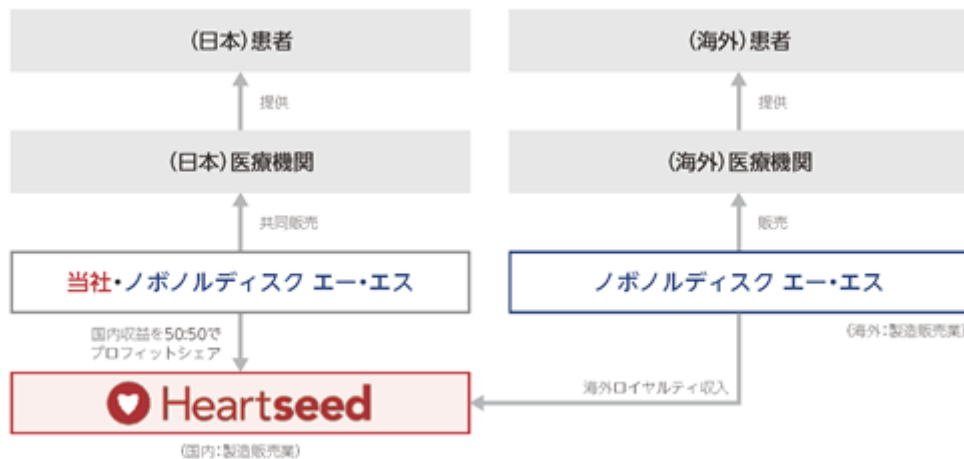 (日本)患者
(海外)患者
提供
提供
(日本)医療機関
(海外)医療機関
共同販売
販売
当社・ノボノルディスク エー・エス
ノボノルディスク エー・エス
国内収益を50:50で
プロフィットシェア
(海外:製造販売業)
海外ロイヤルティ収入
Heartseed
(国内:製造販売業)